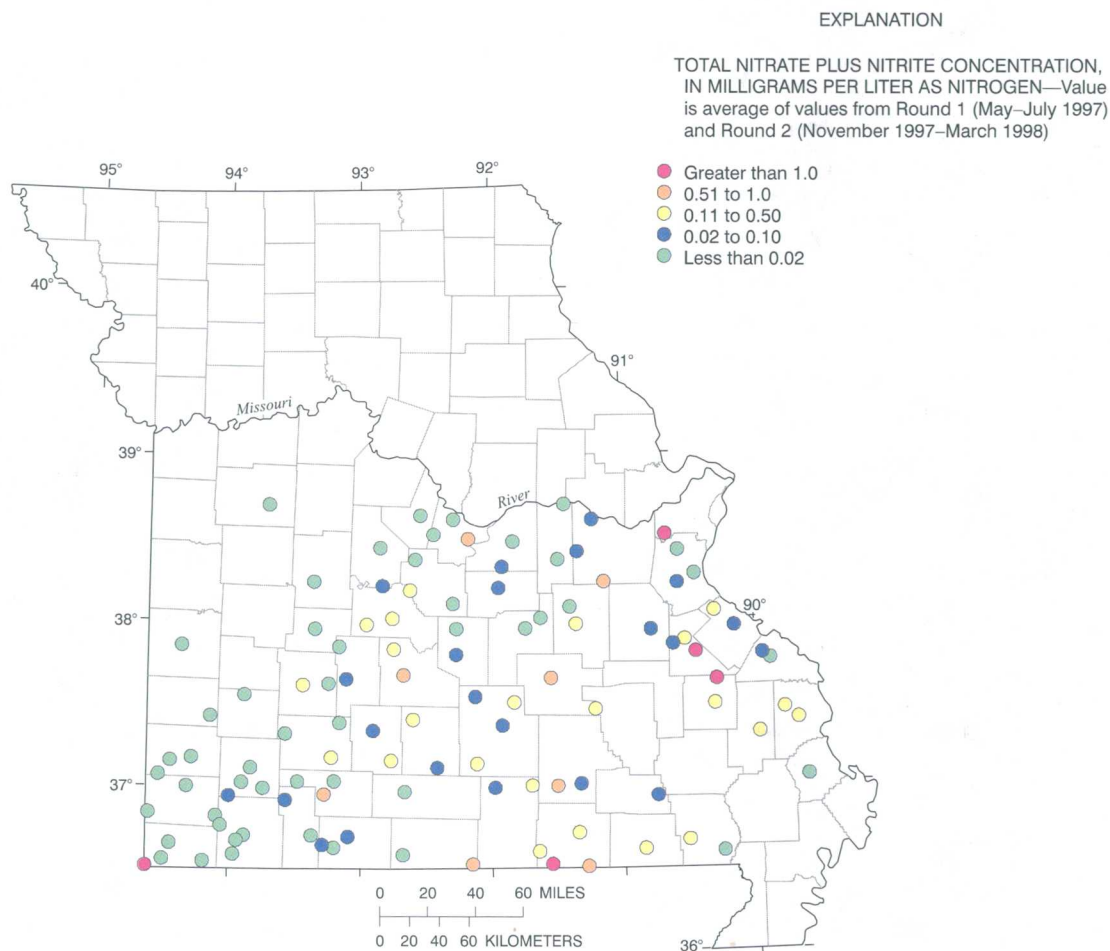 EXPLANATION
TOTAL NITRATE PLUS NITRITE CONCENTRATION,
IN MILLIGRAMS PER LITER AS NITROGEN—Value
is average of values from Round 1 (May–July 1997)
and Round 2 (November 1997–March 1998)
Greater than 1.0
0.51 to 1.0
0.11 to 0.50
0.02 to 0.10
Less than 0.02
95°
94°
93°
92°
40°
91°
Missouri
39°
River
38°
90°
37°
0 20 40 60 MILES
0 20 40 60 KILOMETERS
36°